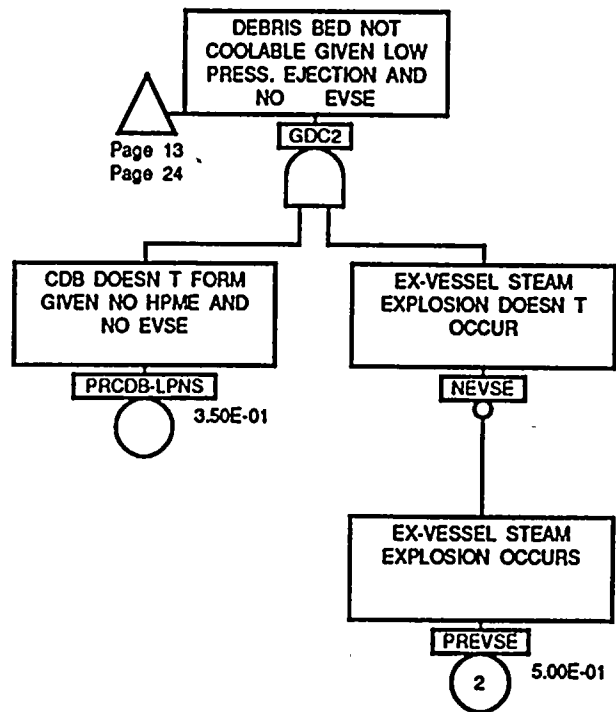 DEBRIS BED NOT
COOLABLE GIVEN LOW
PRESS. EJECTION AND
NO EVSE
Page 13
Page 24
GDC2
CDB DOESN T FORM
GIVEN NO HPME AND
NO EVSE
PRCDB-LPNS
3.50E-01
EX-VESSEL STEAM
EXPLOSION DOESN T
OCCUR
NEVSE
EX-VESSEL STEAM
EXPLOSION OCCURS
PREVSE
2
5.00E-01